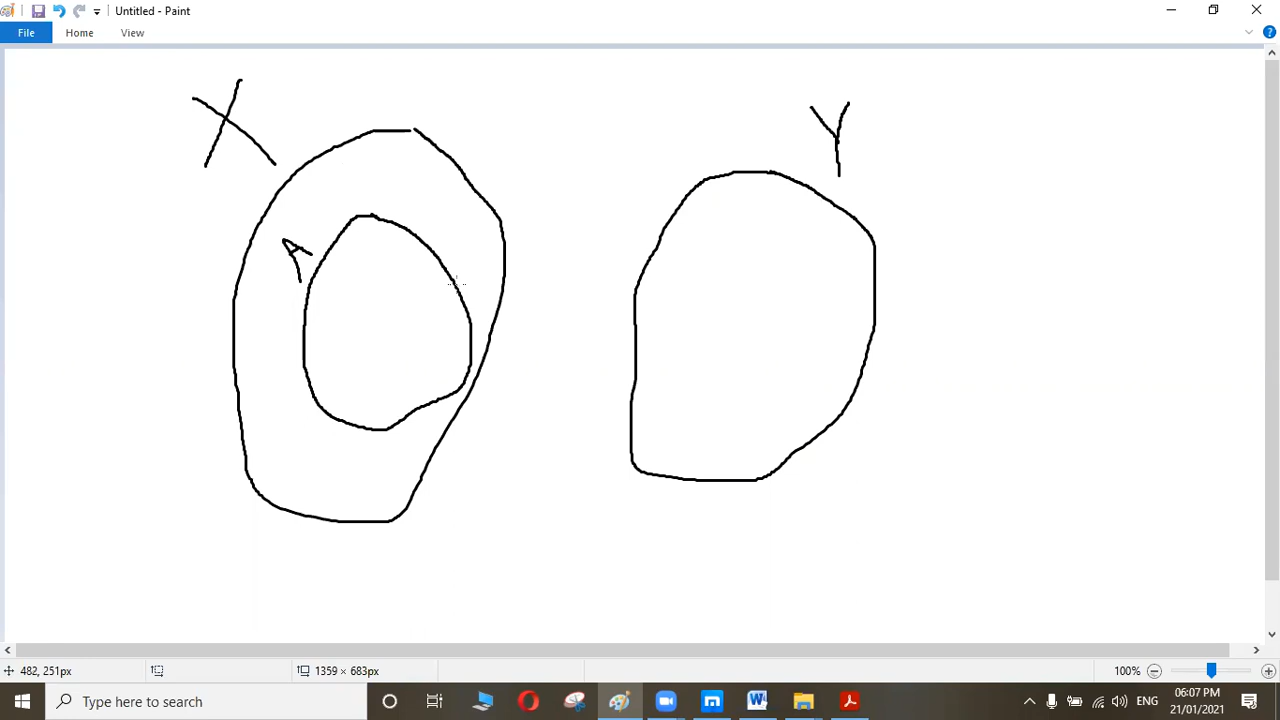 Untitled - Paint
File Home View
X
Y
A
482, 251px
1359 × 683px
100%
Type here to search
ENG
06:07 PM
21/01/2021